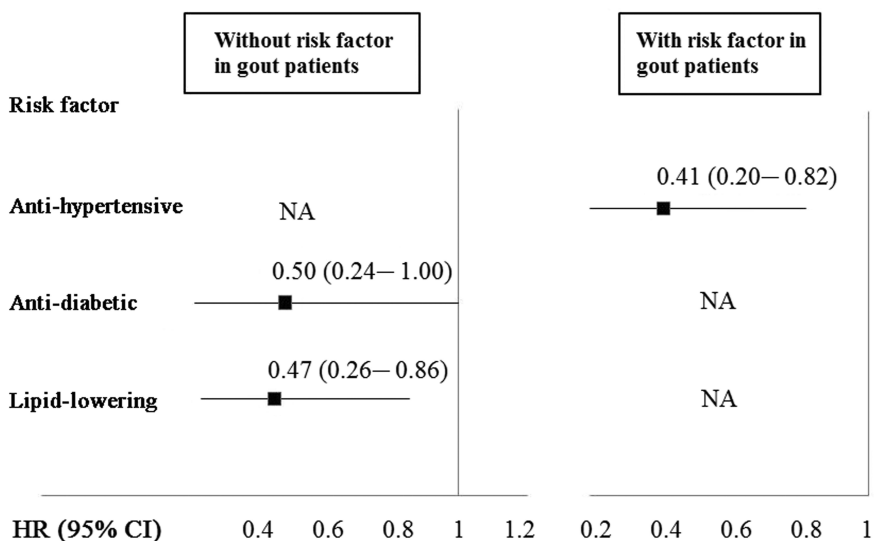 Without risk factor
in gout patients
With risk factor in
gout patients
Risk factor
0.41 (0.20—0.82)
Anti-hypertensive
NA
0.50 (0.24—1.00)
Anti-diabetic
NA
0.47 (0.26—0.86)
Lipid-lowering
NA
HR (95% CI) 0.4 0.6 0.8 1 1.2 0.2 0.4 0.6 0.8 1